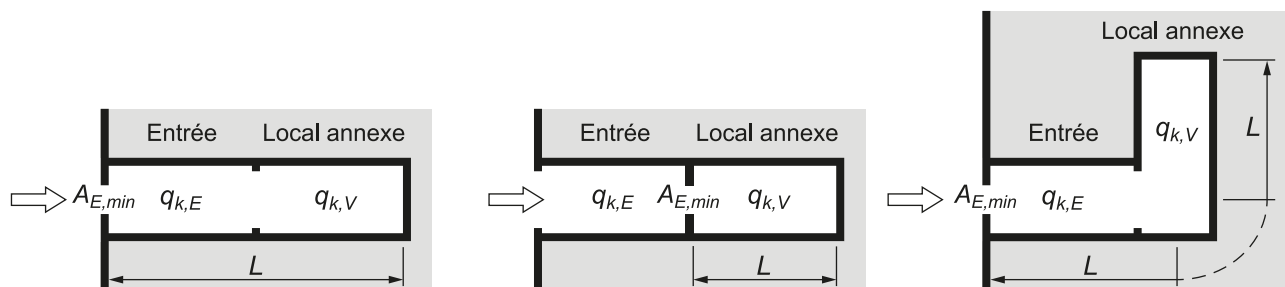 Entrée Local annexe
A_E,min q_k,E q_k,V
L
Entrée Local annexe
q_k,E A_E,min q_k,V
L
Local annexe
q_k,V
L
Entrée
A_E,min q_k,E
L